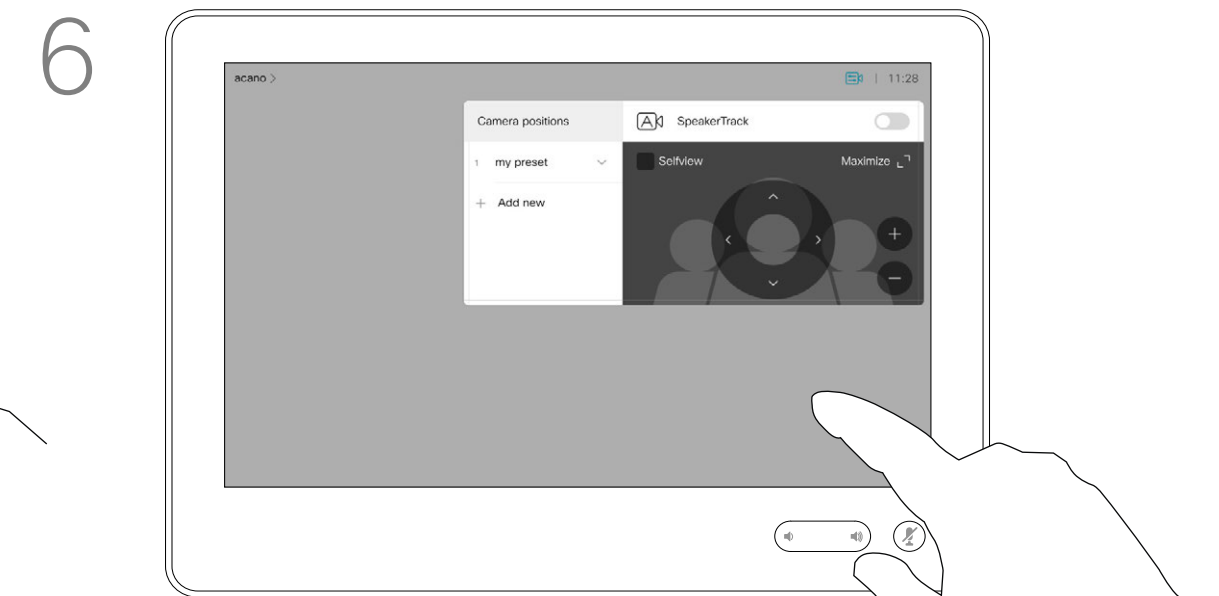 6
acano >
11:28
Camera positions
SpeakerTrack
1 my preset
Selfview
Maximize
+ Add new